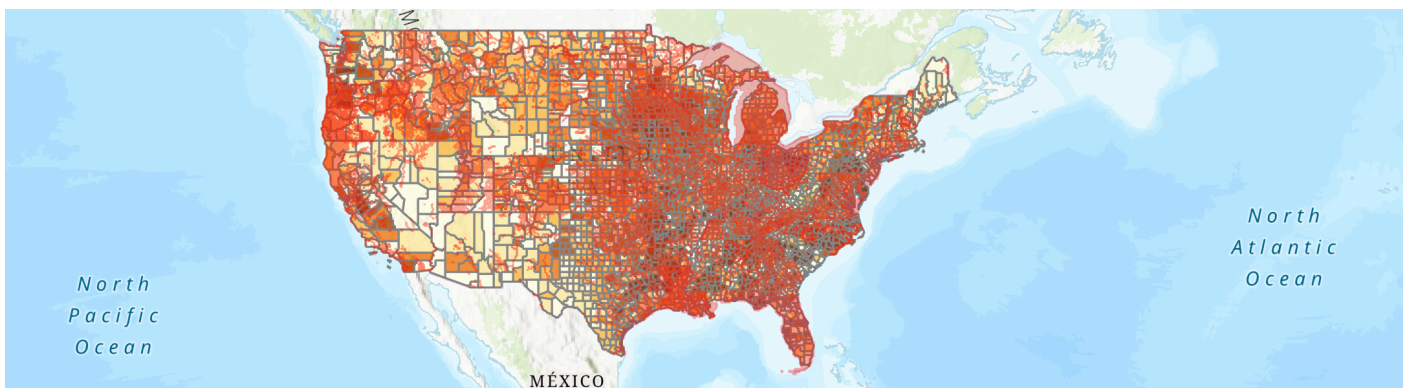 M
North
Pacific
Ocean
North
Atlantic
Ocean
MÉXICO